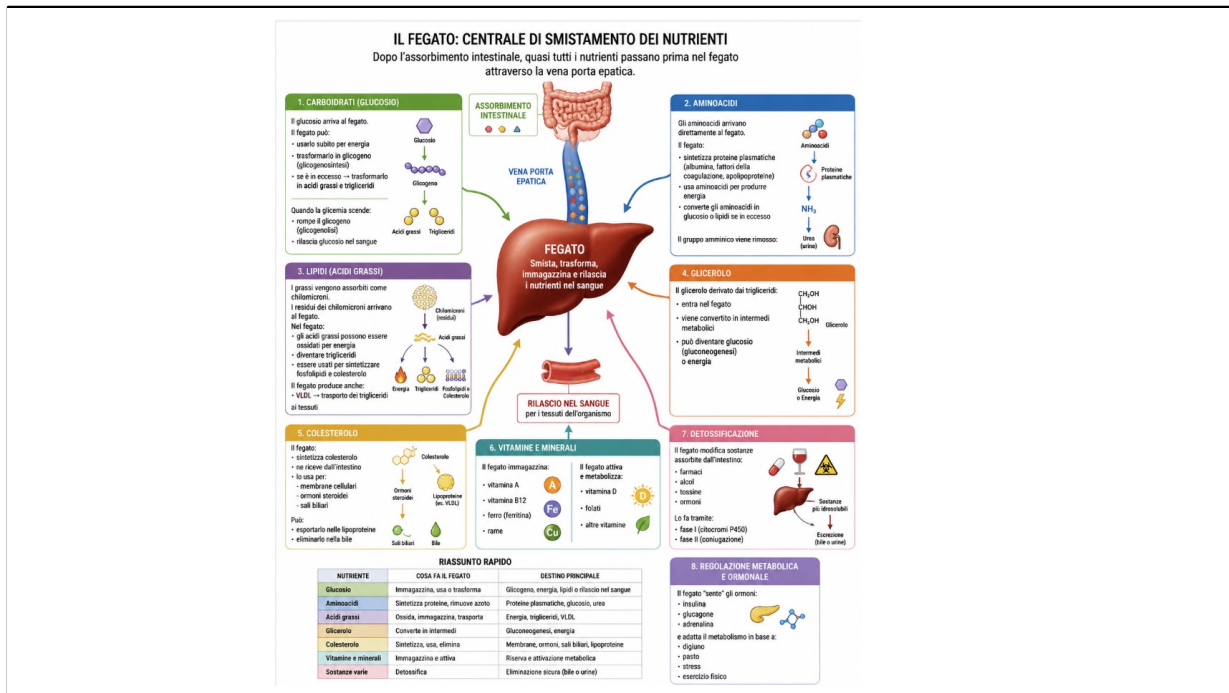 IL FEGATO: CENTRALE DI SMISTAMENTO DEI NUTRIENTI
Dopo l'assorbimento intestinale, quasi tutti i nutrienti passano prima nel fegato
attraverso la vena porta epatica.
1. CARBOIDRATI (GLUCOSIO)
Il glucosio arriva al fegato.
Il fegato può:
• usarlo subito per energia
• trasformarlo in glicogeno
(glicogenosintesi)
• se è in eccesso → trasformarlo
in acidi grassi e trigliceridi
Quando la glicemia scende:
• rompe il glicogeno
(glicogenolisi)
• rilascia glucosio nel sangue
Glucosio
Glicogeno
Acidi grassi
Trigliceridi
ASSORBIMENTO
INTESTINALE
VENA PORTA
EPATICA
2. AMINOACIDI
Gli aminoacidi arrivano
direttamente al fegato.
Il fegato:
• sintetizza proteine plasmatiche
(albumina, fattori della
coagulazione, apolipoproteine)
• usa aminoacidi per produrre
energia
• converte gli aminoacidi in
glucosio o lipidi se in eccesso
Il gruppo amminico viene rimosso:
Aminoacidi
Proteine
plasmatiche
NH₃
Urea
(urine)
FEGATO
Smista, trasforma,
immagazzina e rilascia
i nutrienti nel sangue
3. LIPIDI (ACIDI GRASSI)
I grassi vengono assorbiti come
chilomicroni.
I residui dei chilomicroni arrivano
al fegato.
Nel fegato:
• gli acidi grassi possono essere
ossidati per energia
• diventare trigliceridi
• essere usati per sintetizzare
fosfolipidi e colesterolo
Il fegato produce anche:
• VLDL → trasporto dei trigliceridi
ai tessuti
Chilomicroni
(residui)
Acidi grassi
Energia
Trigliceridi
Fosfolipidi e
Colesterolo
4. GLICEROLO
Il glicerolo derivato dai trigliceridi:
• entra nel fegato
• viene convertito in intermedi
metabolici
• può diventare glucosio
(gluconeogenesi)
o energia
CH₂OH
CHOH
CH₂OH
Glicerolo
Intermedi
metabolici
Glucosio
o Energia
RILASCIO NEL SANGUE
per i tessuti dell'organismo
5. COLESTEROLO
Il fegato:
• sintetizza colesterolo
• ne riceve dall'intestino
• lo usa per:
- membrane cellulari
- ormoni steroidei
- sali biliari
Può:
• esportarlo nelle lipoproteine
• eliminarlo nella bile
Colesterolo
Ormoni
steroidei
Lipoproteine
(es. VLDL)
Sali biliari
Bile
6. VITAMINE E MINERALI
Il fegato immagazzina:
• vitamina A
• vitamina B12
• ferro (ferritina)
• rame
A
Fe
Cu
Il fegato attiva
e metabolizza:
• vitamina D
• folati
• altre vitamine
D
7. DETOSSIFICAZIONE
Il fegato modifica sostanze
assorbite dall'intestino:
• farmaci
• alcol
• tossine
• ormoni
Lo fa tramite:
• fase I (citocromi P450)
• fase II (coniugazione)
Sostanze
più idrosolubili
Escrezione
(bile o urine)
RIASSUNTO RAPIDO
NUTRIENTE COSA FA IL FEGATO DESTINO PRINCIPALE
Glucosio Immagazzina, usa o trasforma Glicogeno, energia, lipidi o rilascio nel sangue
Aminoacidi Sintetizza proteine, rimuove azoto Proteine plasmatiche, glucosio, urea
Acidi grassi Ossida, immagazzina, trasporta Energia, trigliceridi, VLDL
Glicerolo Converte in intermedi Gluconeogenesi, energia
Colesterolo Sintetizza, usa, elimina Membrane, ormoni, sali biliari, lipoproteine
Vitamine e minerali Immagazzina e attiva Riserva e attivazione metabolica
Sostanze varie Detossifica Eliminazione sicura (bile o urine)
8. REGOLAZIONE METABOLICA
E ORMONALE
Il fegato "sente" gli ormoni:
• insulina
• glucagone
• adrenalina
e adatta il metabolismo in base a:
• digiuno
• pasto
• stress
• esercizio fisico